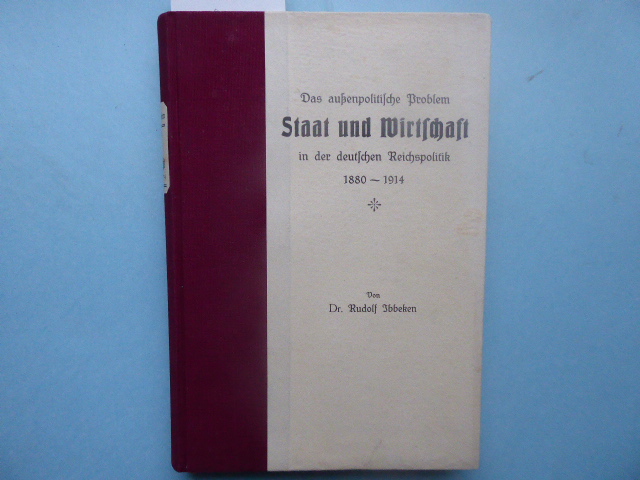 Das außenpolitische Problem
Staat und Wirtschaft
in der deutschen Reichspolitik
1880 — 1914
Von
Dr. Rudolf Ibbeken